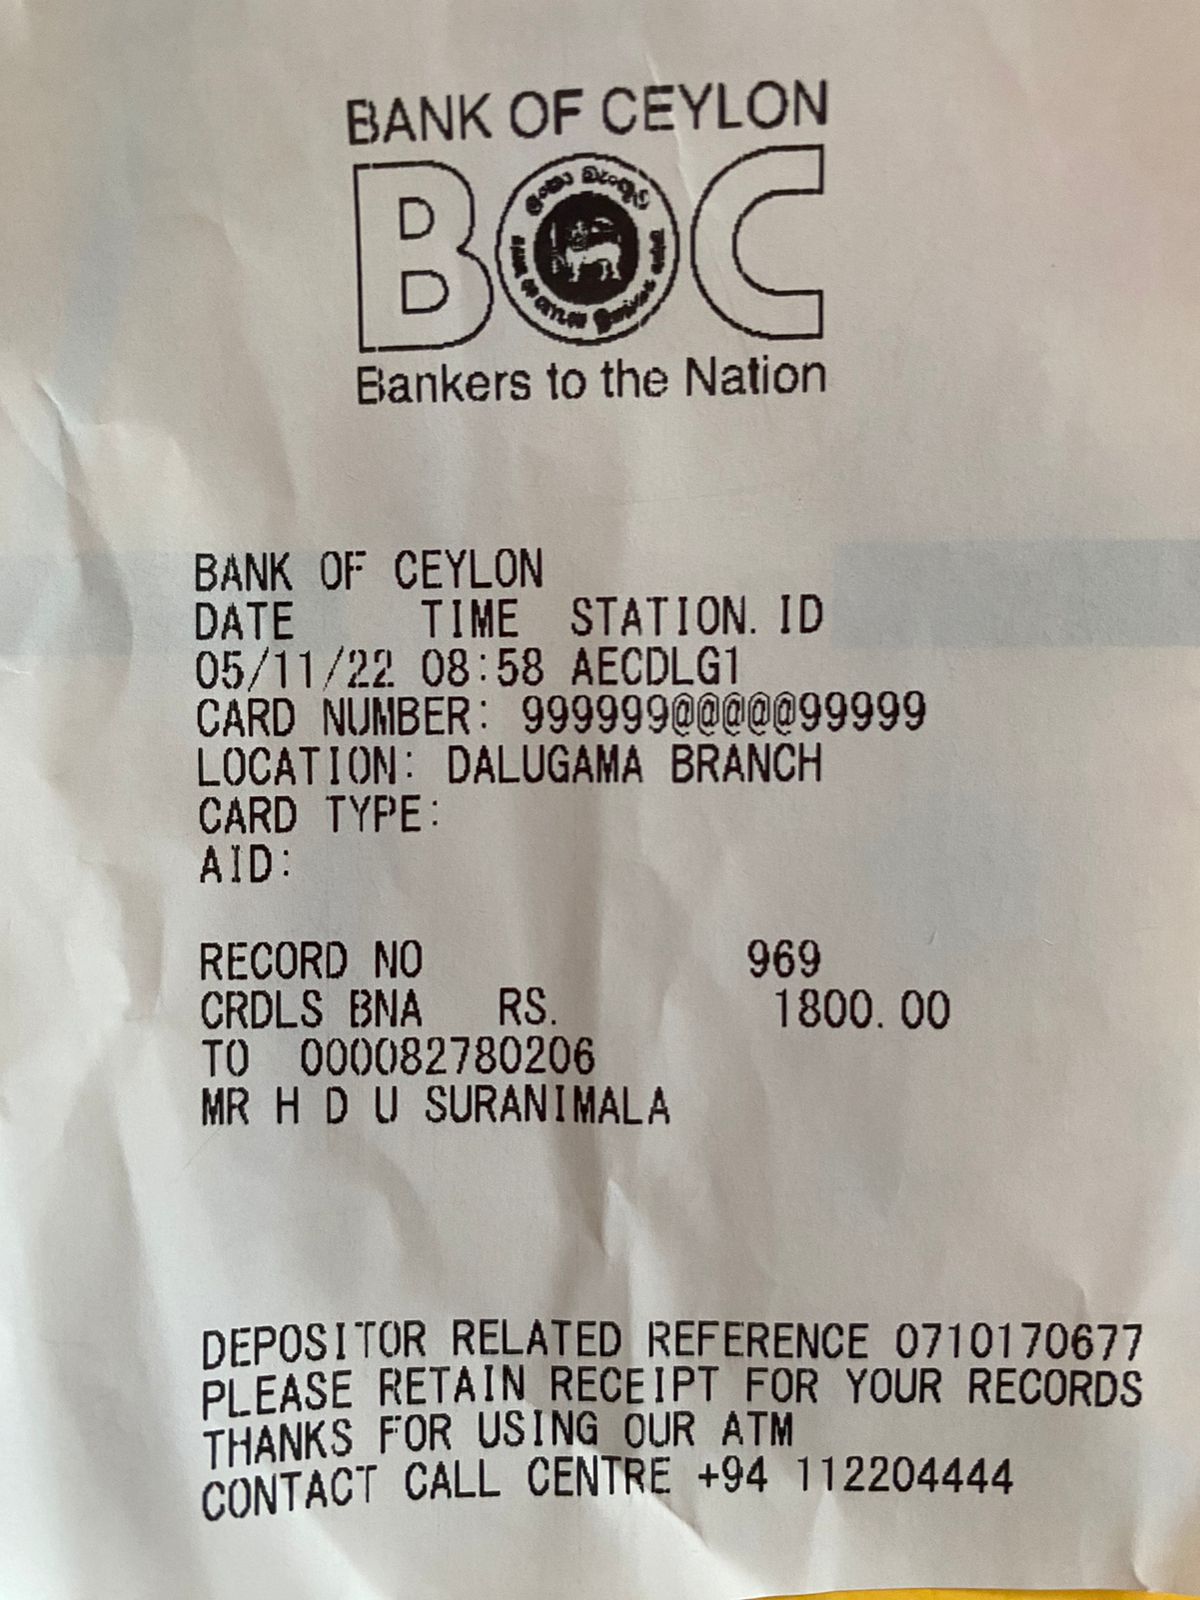 BANK OF CEYLON
BOC
ලංකා බැංකුව
BANK OF CEYLON
Bankers to the Nation
BANK OF CEYLON
DATE TIME STATION. ID
05/11/22 08:58 AECDLG1
CARD NUMBER: 999999@@@@@99999
LOCATION: DALUGAMA BRANCH
CARD TYPE:
AID:
RECORD NO 969
CRDLS BNA RS. 1800.00
TO 000082780206
MR H D U SURANIMALA
DEPOSITOR RELATED REFERENCE 0710170677
PLEASE RETAIN RECEIPT FOR YOUR RECORDS
THANKS FOR USING OUR ATM
CONTACT CALL CENTRE +94 112204444